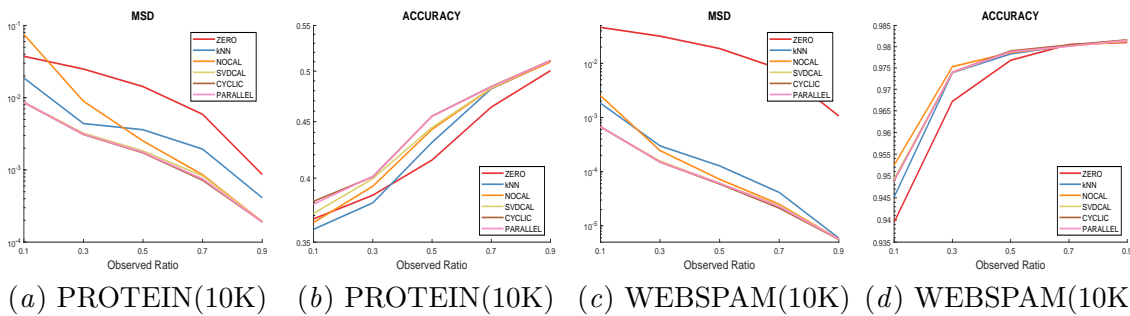 MSD
10^-1
10^-2
10^-3
10^-4
0.1 0.3 0.5 0.7 0.9
Observed Ratio
ZERO
kNN
NOCAL
SVDCAL
CYCLIC
PARALLEL
(a) PROTEIN(10K)
ACCURACY
0.55
0.5
0.45
0.4
0.35
0.1 0.3 0.5 0.7 0.9
Observed Ratio
ZERO
kNN
NOCAL
SVDCAL
CYCLIC
PARALLEL
(b) PROTEIN(10K)
MSD
10^-2
10^-3
10^-4
10^-5
0.1 0.3 0.5 0.7 0.9
Observed Ratio
ZERO
kNN
NOCAL
SVDCAL
CYCLIC
PARALLEL
(c) WEBSPAM(10K)
ACCURACY
0.985
0.98
0.975
0.97
0.965
0.96
0.955
0.95
0.945
0.94
0.935
0.1 0.3 0.5 0.7 0.9
Observed Ratio
ZERO
kNN
NOCAL
SVDCAL
CYCLIC
PARALLEL
(d) WEBSPAM(10K